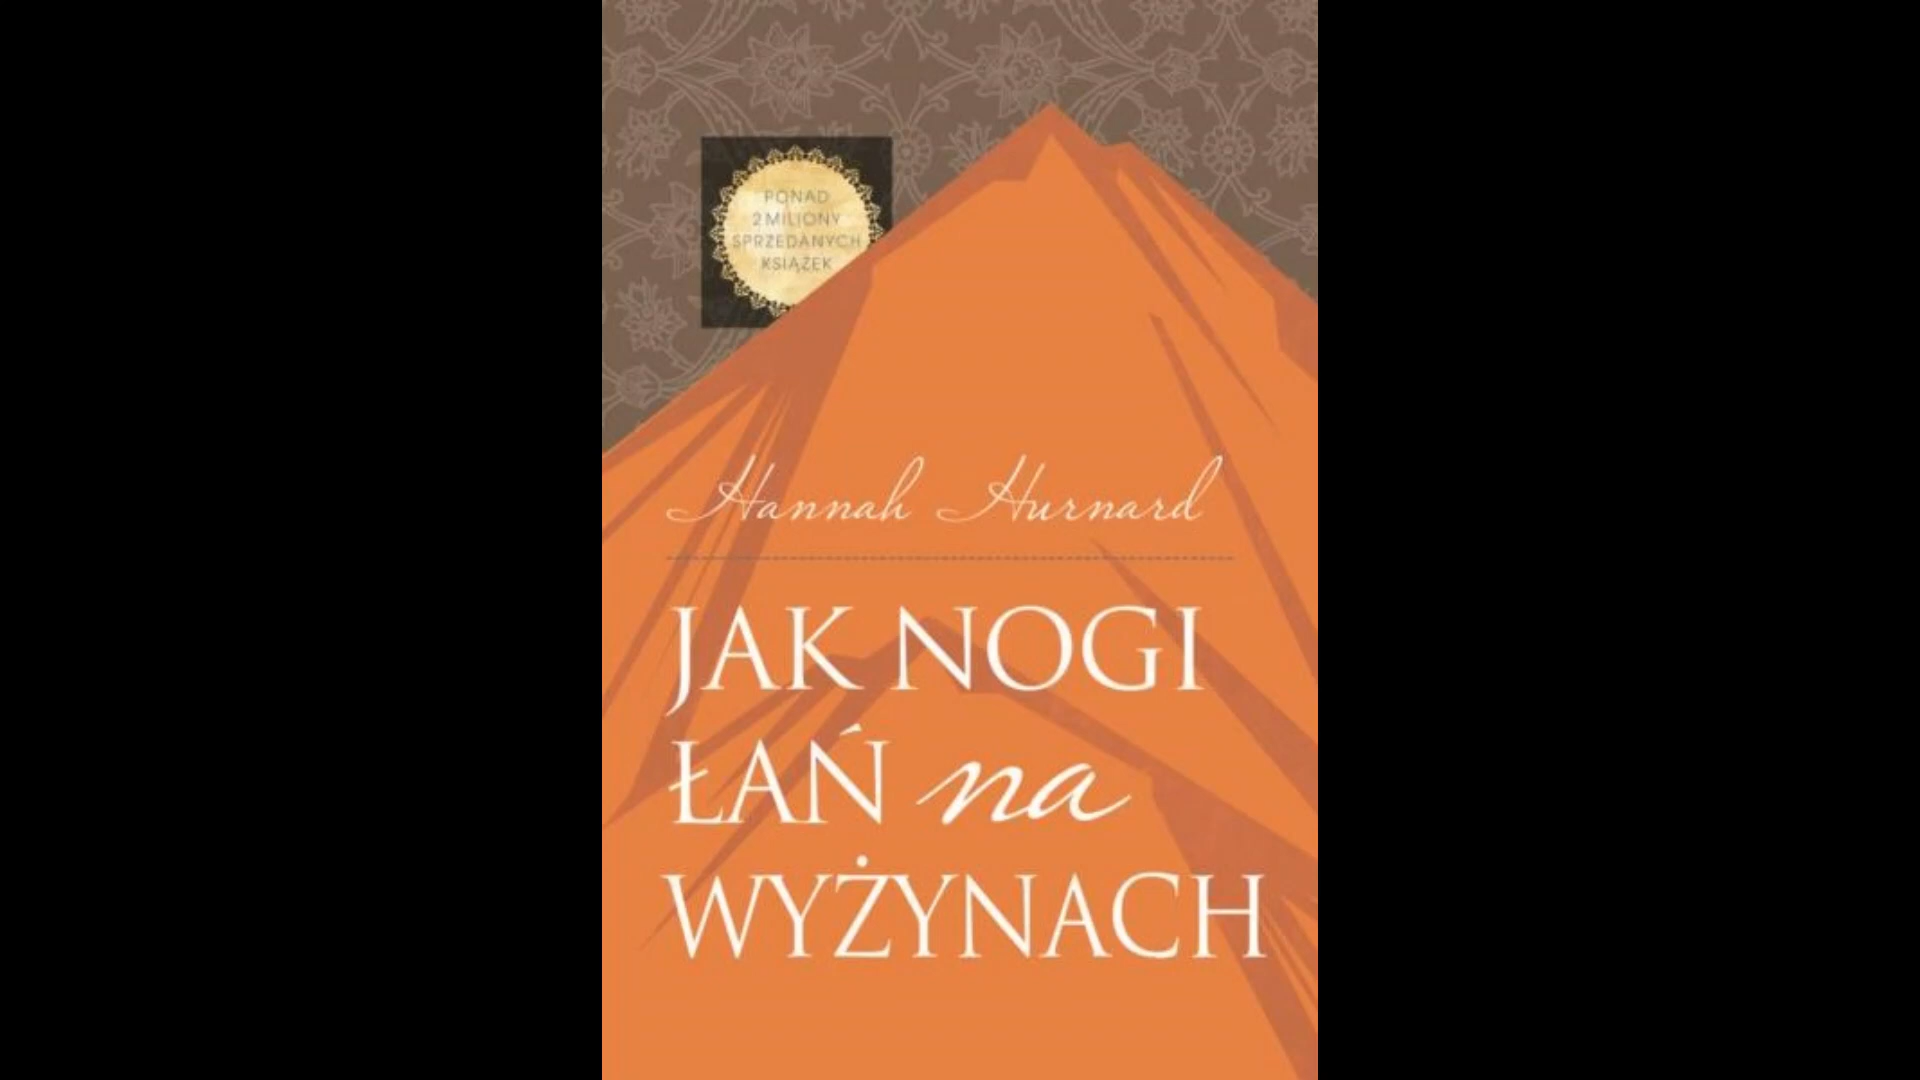 PONAD
2 MILIONY
SPRZEDANYCH
KSIĄŻEK
Hannah Hurnard
JAK NOGI
ŁAŃ na
WYŻYNACH